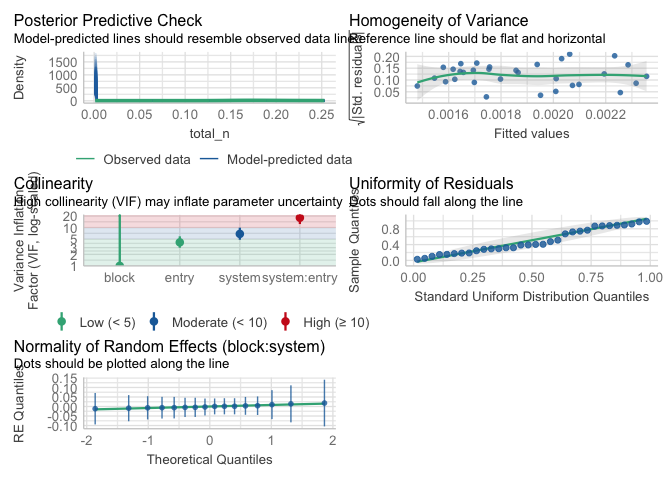 Posterior Predictive Check
Model-predicted lines should resemble observed data line
Density
1500
1000
500
0
0.00 0.05 0.10 0.15 0.20 0.25
total_n
Observed data Model-predicted data
Homogeneity of Variance
Reference line should be flat and horizontal
√|Std. residuals|
0.20
0.15
0.10
0.05
0.0016 0.0018 0.0020 0.0022
Fitted values
Collinearity
High collinearity (VIF) may inflate parameter uncertainty
Variance Inflation
Factor (VIF, log-scaled)
20
10
5
3
2
1
block entry system system:entry
Low (< 5) Moderate (< 10) High (≥ 10)
Uniformity of Residuals
Dots should fall along the line
Sample Quantiles
0.8
0.4
0.0
0.00 0.25 0.50 0.75 1.00
Standard Uniform Distribution Quantiles
Normality of Random Effects (block:system)
Dots should be plotted along the line
RE Quantiles
0.15
0.10
0.05
0.00
-0.05
-0.10
-2 -1 0 1 2
Theoretical Quantiles